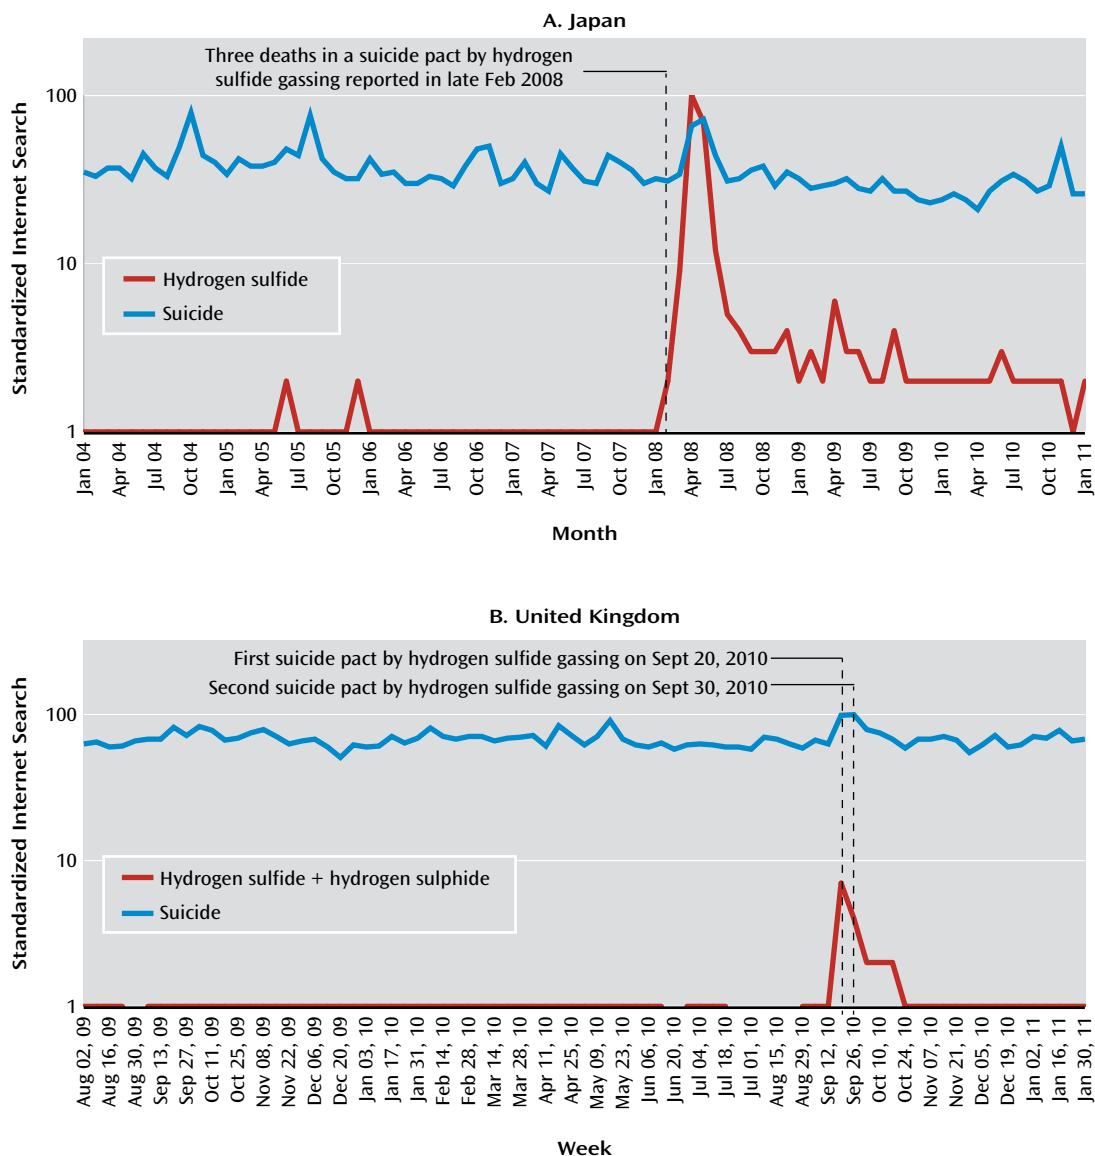 A. Japan
Three deaths in a suicide pact by hydrogen
sulfide gassing reported in late Feb 2008
Standardized Internet Search
100
10
1
Hydrogen sulfide
Suicide
Jan 04
Apr 04
Jul 04
Oct 04
Jan 05
Apr 05
Jul 05
Oct 05
Jan 06
Apr 06
Jul 06
Oct 06
Jan 07
Apr 07
Jul 07
Oct 07
Jan 08
Apr 08
Jul 08
Oct 08
Jan 09
Apr 09
Jul 09
Oct 09
Jan 10
Apr 10
Jul 10
Oct 10
Jan 11
Month
B. United Kingdom
First suicide pact by hydrogen sulfide gassing on Sept 20, 2010
Second suicide pact by hydrogen sulfide gassing on Sept 30, 2010
Standardized Internet Search
100
10
1
Hydrogen sulfide + hydrogen sulphide
Suicide
Aug 02, 09
Aug 16, 09
Aug 30, 09
Sep 13, 09
Sep 27, 09
Oct 11, 09
Oct 25, 09
Nov 08, 09
Nov 22, 09
Dec 06, 09
Dec 20, 09
Jan 03, 10
Jan 17, 10
Jan 31, 10
Feb 14, 10
Feb 28, 10
Mar 14, 10
Mar 28, 10
Apr 11, 10
Apr 25, 10
May 09, 10
May 23, 10
Jun 06, 10
Jun 20, 10
Jul 04, 10
Jul 18, 10
Jul 01, 10
Aug 15, 10
Aug 29, 10
Sep 12, 10
Sep 26, 10
Oct 10, 10
Oct 24, 10
Nov 07, 10
Nov 21, 10
Dec 05, 10
Dec 19, 10
Jan 02, 11
Jan 16, 11
Jan 30, 11
Week